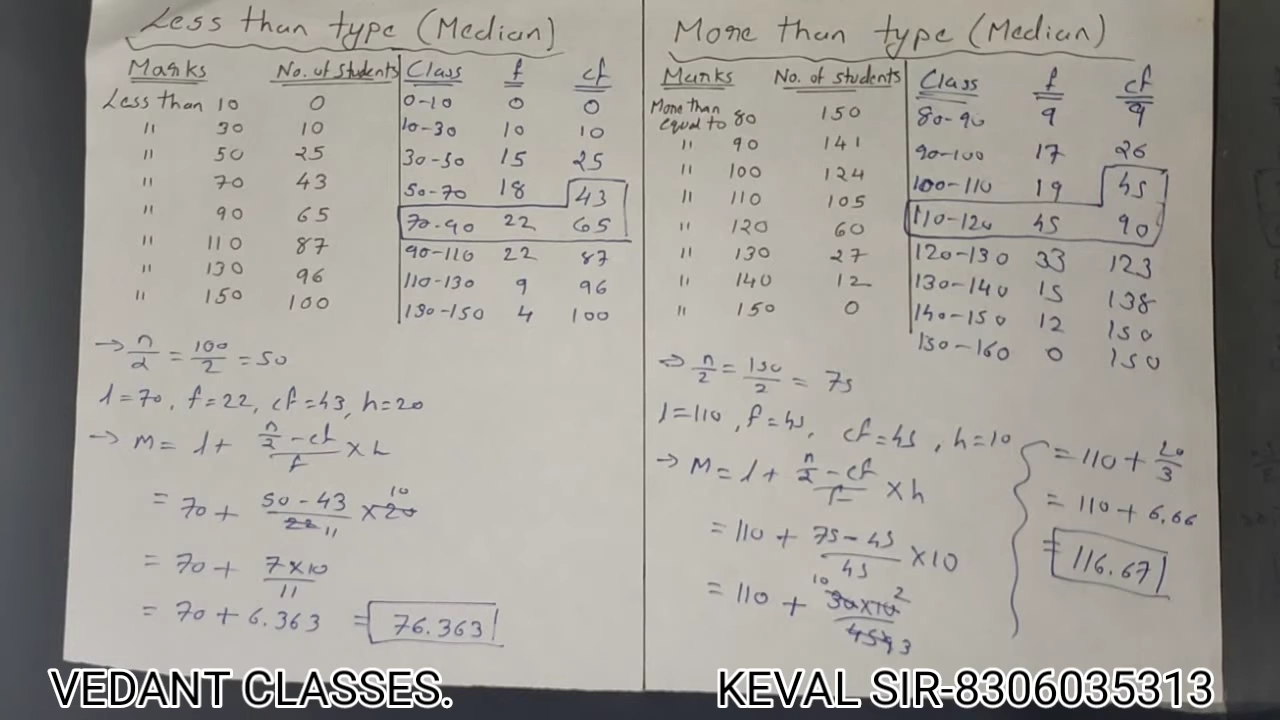 Less than type (Median)
Marks No. of students Class f cf
Less than 10 0 0-10 0 0
" 30 10 10-30 10 10
" 50 25 30-50 15 25
" 70 43 50-70 18 43
" 90 65 70-90 22 65
" 110 87 90-110 22 87
" 130 96 110-130 9 96
" 150 100 130-150 4 100
→ n/2 = 100/2 = 50
l=70, f=22, cf=43, h=20
→ M = l + (n/2 - cf)/f × h
= 70 + (50-43)/22 11 × 20 10
= 70 + (7×10)/11
= 70 + 6.363 = 76.363
More than type (Median)
Marks No. of students Class f cf
More than equal to 80 150 80-90 9 9
" 90 141 90-100 17 26
" 100 124 100-110 19 45
" 110 105 110-120 45 90
" 120 60 120-130 33 123
" 130 27 130-140 15 138
" 140 12 140-150 12 150
" 150 0 150-160 0 150
→ n/2 = 150/2 = 75
l=110, f=45, cf=45, h=10
→ M = l + (n/2 - cf)/f × h
= 110 + (75-45)/45 × 10
= 110 + (10 30×10 2)/(45 9 3)
= 110 + 20/3
= 110 + 6.66
= 116.67
VEDANT CLASSES.
KEVAL SIR-8306035313